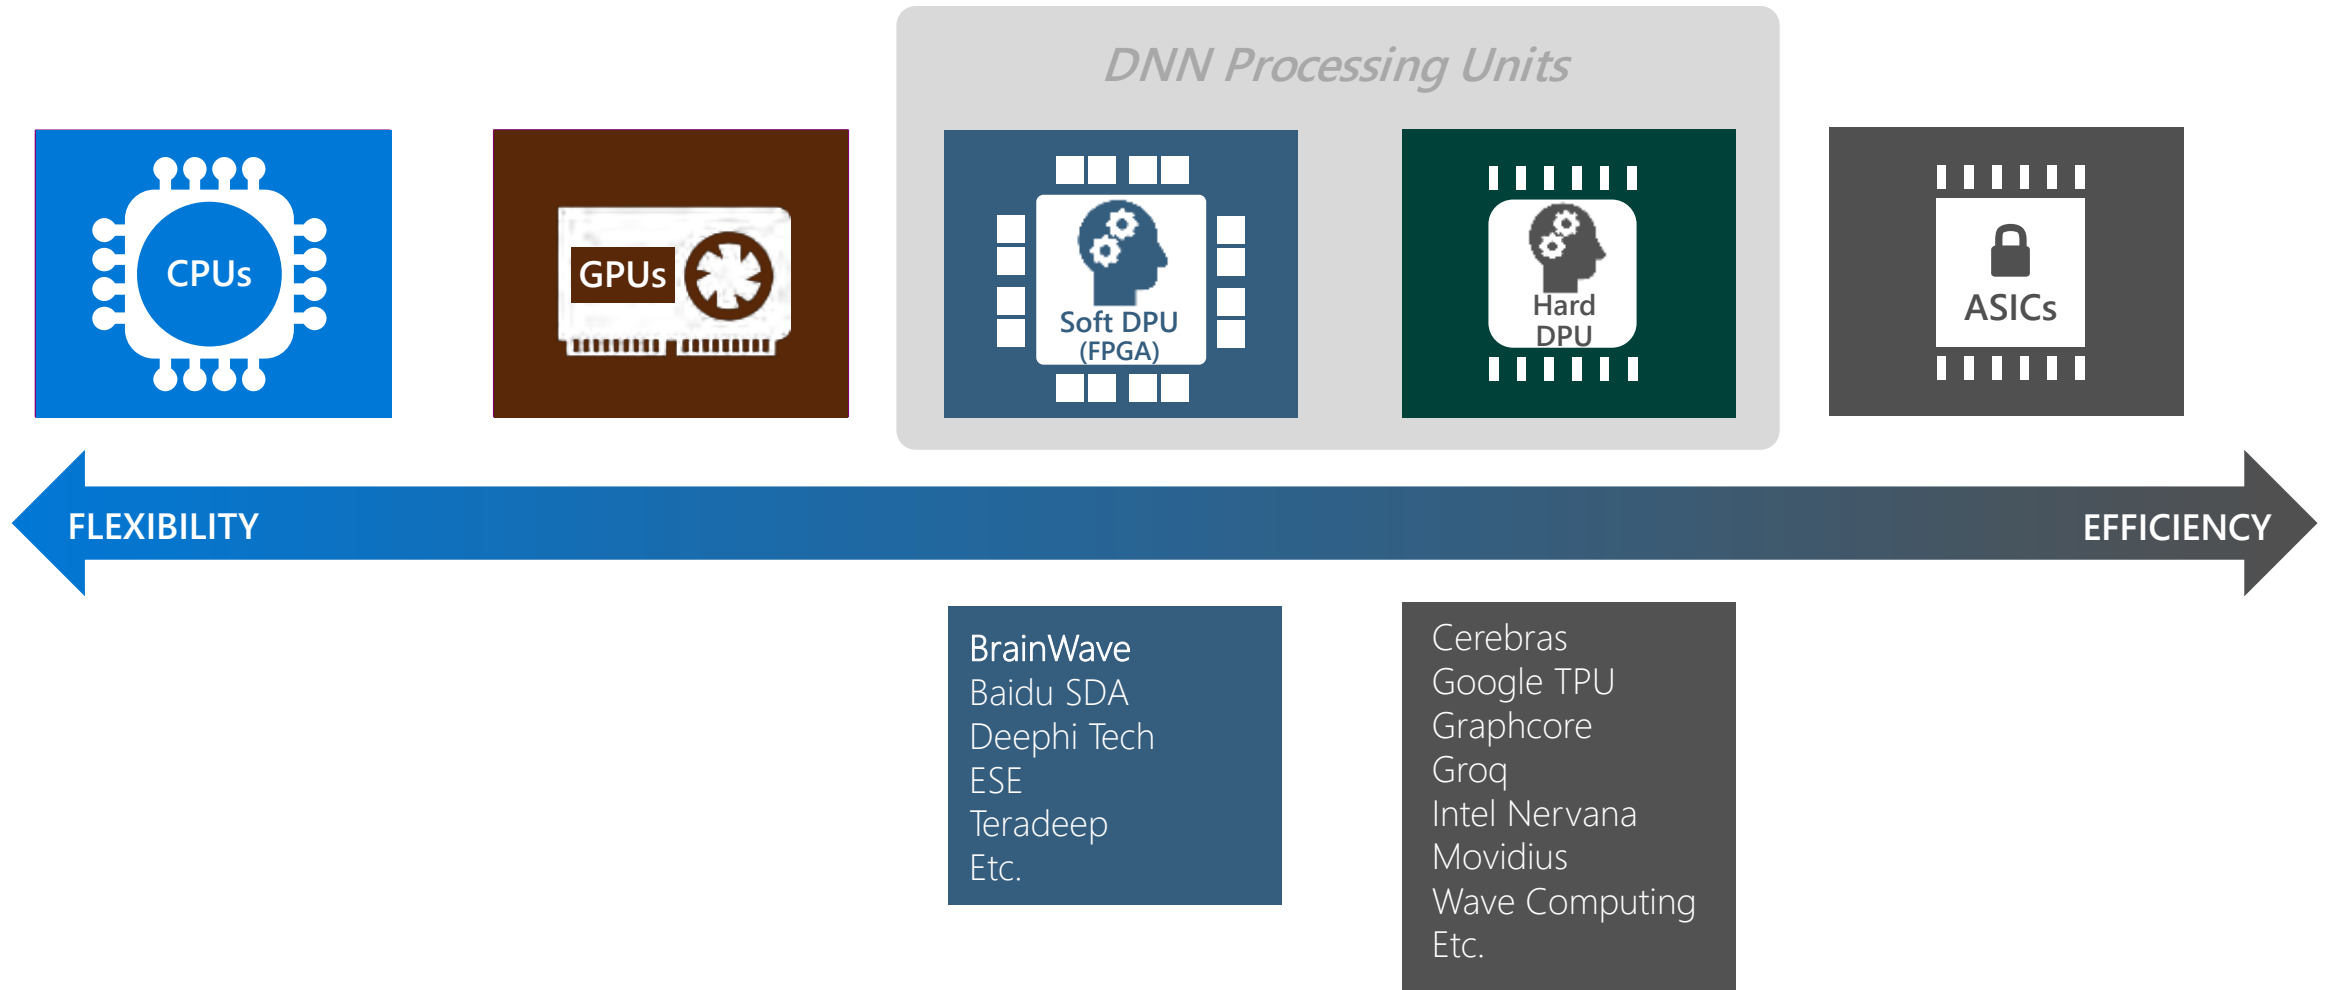 DNN Processing Units
CPUs
GPUs
Soft DPU
(FPGA)
Hard
DPU
ASICs
FLEXIBILITY
EFFICIENCY
BrainWave
Baidu SDA
Deephi Tech
ESE
Teradeep
Etc.
Cerebras
Google TPU
Graphcore
Groq
Intel Nervana
Movidius
Wave Computing
Etc.